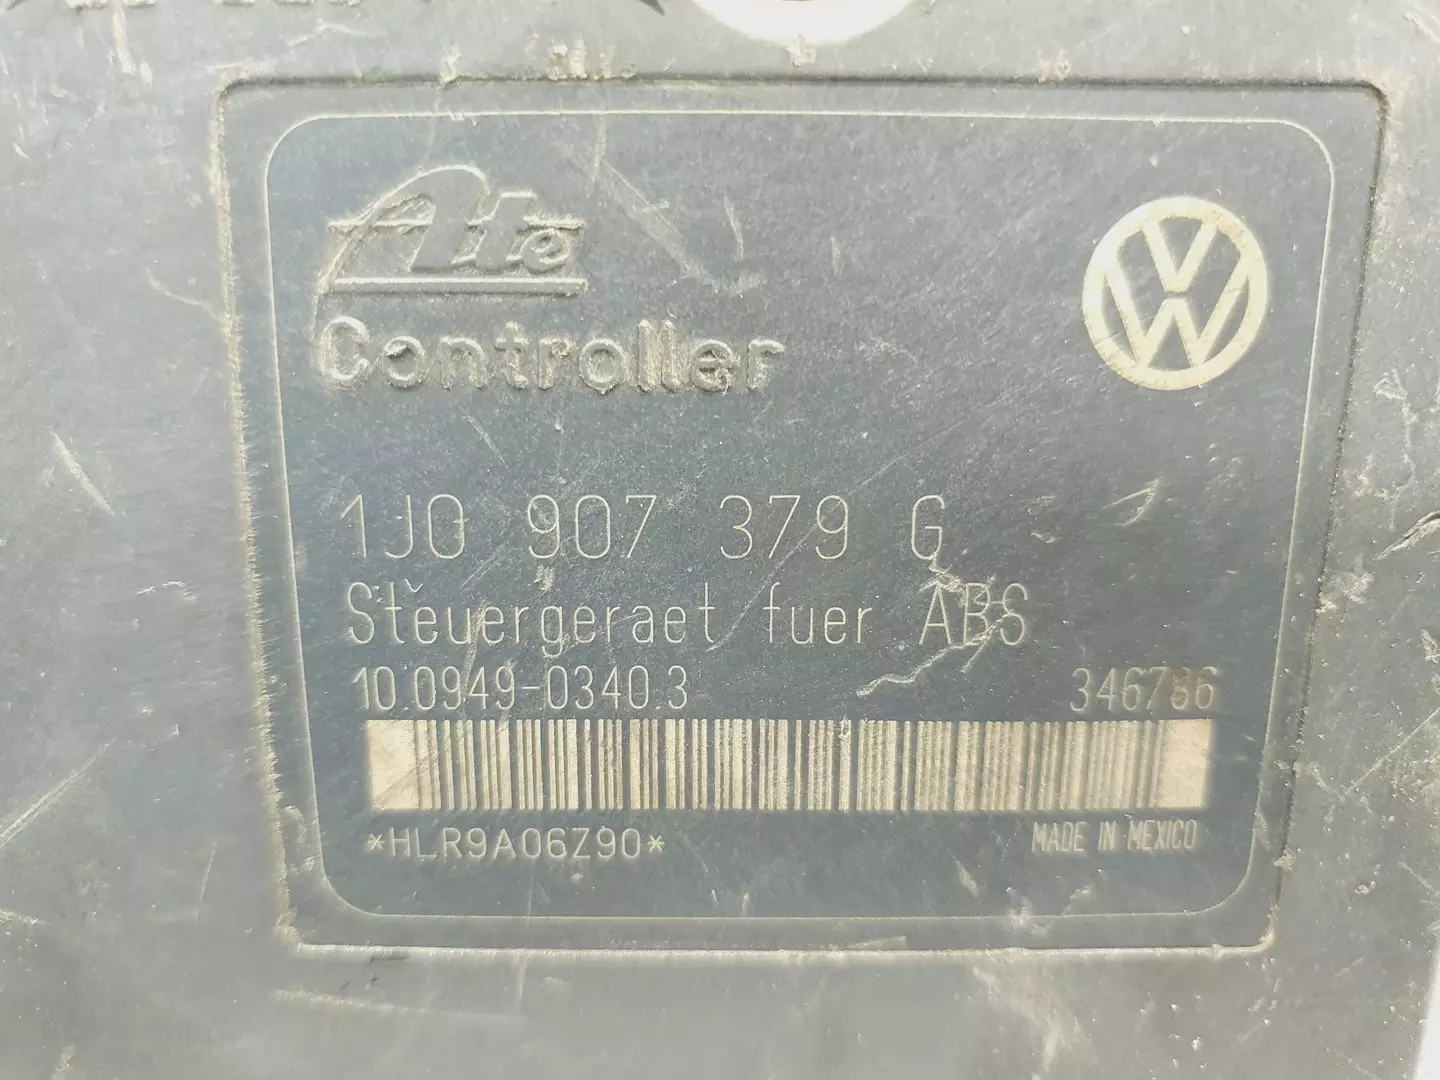 Ate
Controller
1J0 907 379 G
Steuergeraet fuer ABS
10.0949-0340.3 346786
*HLR9A06Z90*
MADE IN MEXICO